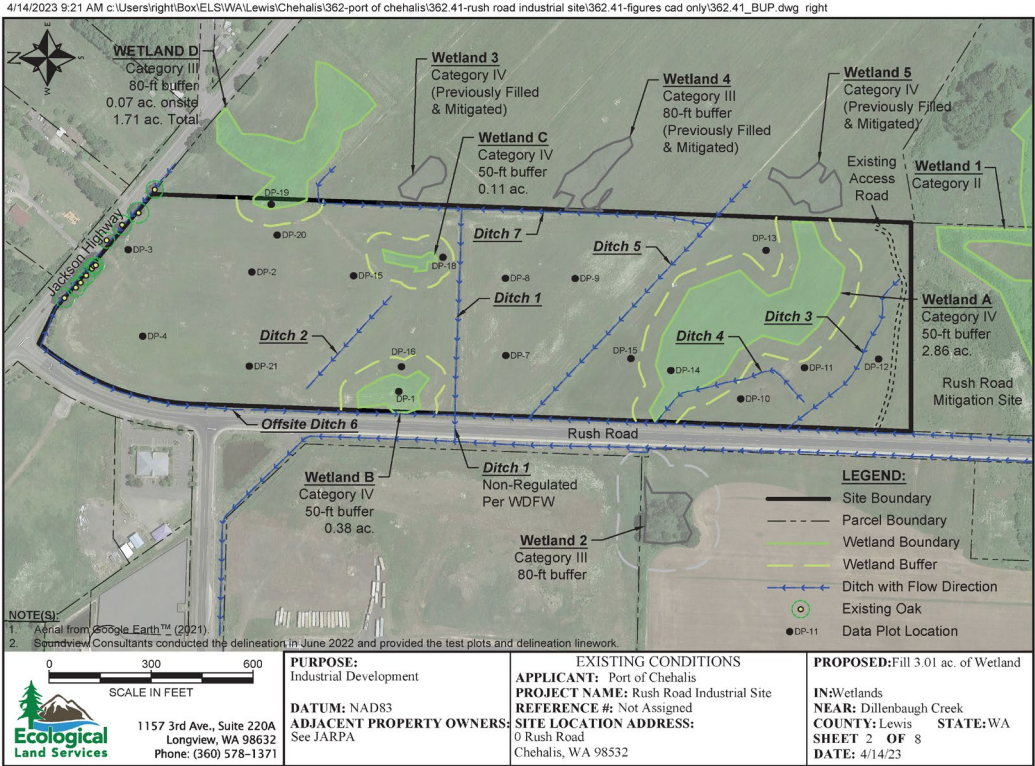 4/14/2023 9:21 AM c:\Users\right\Box\ELS\WA\Lewis\Chehalis\362-port of chehalis\362.41-rush road industrial site\362.41-figures cad only\362.41_BUP.dwg right
N
E
S
W
WETLAND D
Category III
80-ft buffer
0.07 ac. onsite
1.71 ac. Total
Wetland 3
Category IV
(Previously Filled
& Mitigated)
Wetland C
Category IV
50-ft buffer
0.11 ac.
Wetland 4
Category III
80-ft buffer
(Previously Filled
& Mitigated)
Wetland 5
Category IV
(Previously Filled
& Mitigated)
Existing
Access
Road
Wetland 1
Category II
Jackson Highway
DP-19
DP-20
DP-3
DP-2
DP-15
DP-18
DP-4
DP-21
DP-16
DP-1
DP-8
DP-9
DP-7
DP-13
DP-15
DP-14
DP-11
DP-12
DP-10
Ditch 7
Ditch 5
Ditch 1
Ditch 2
Ditch 3
Ditch 4
Wetland A
Category IV
50-ft buffer
2.86 ac.
Rush Road
Mitigation Site
Offsite Ditch 6
Rush Road
Wetland B
Category IV
50-ft buffer
0.38 ac.
Ditch 1
Non-Regulated
Per WDFW
Wetland 2
Category III
80-ft buffer
LEGEND:
Site Boundary
Parcel Boundary
Wetland Boundary
Wetland Buffer
Ditch with Flow Direction
Existing Oak
DP-11 Data Plot Location
NOTE(S):
1. Aerial from Google Earth™ (2021).
2. Soundview Consultants conducted the delineation in June 2022 and provided the test plots and delineation linework.
0 300 600
SCALE IN FEET
Ecological
Land Services
1157 3rd Ave., Suite 220A
Longview, WA 98632
Phone: (360) 578-1371
PURPOSE:
Industrial Development
DATUM: NAD83
ADJACENT PROPERTY OWNERS:
See JARPA
EXISTING CONDITIONS
APPLICANT: Port of Chehalis
PROJECT NAME: Rush Road Industrial Site
REFERENCE #: Not Assigned
SITE LOCATION ADDRESS:
0 Rush Road
Chehalis, WA 98532
PROPOSED:Fill 3.01 ac. of Wetland
IN:Wetlands
NEAR: Dillenbaugh Creek
COUNTY: Lewis STATE:WA
SHEET 2 OF 8
DATE: 4/14/23